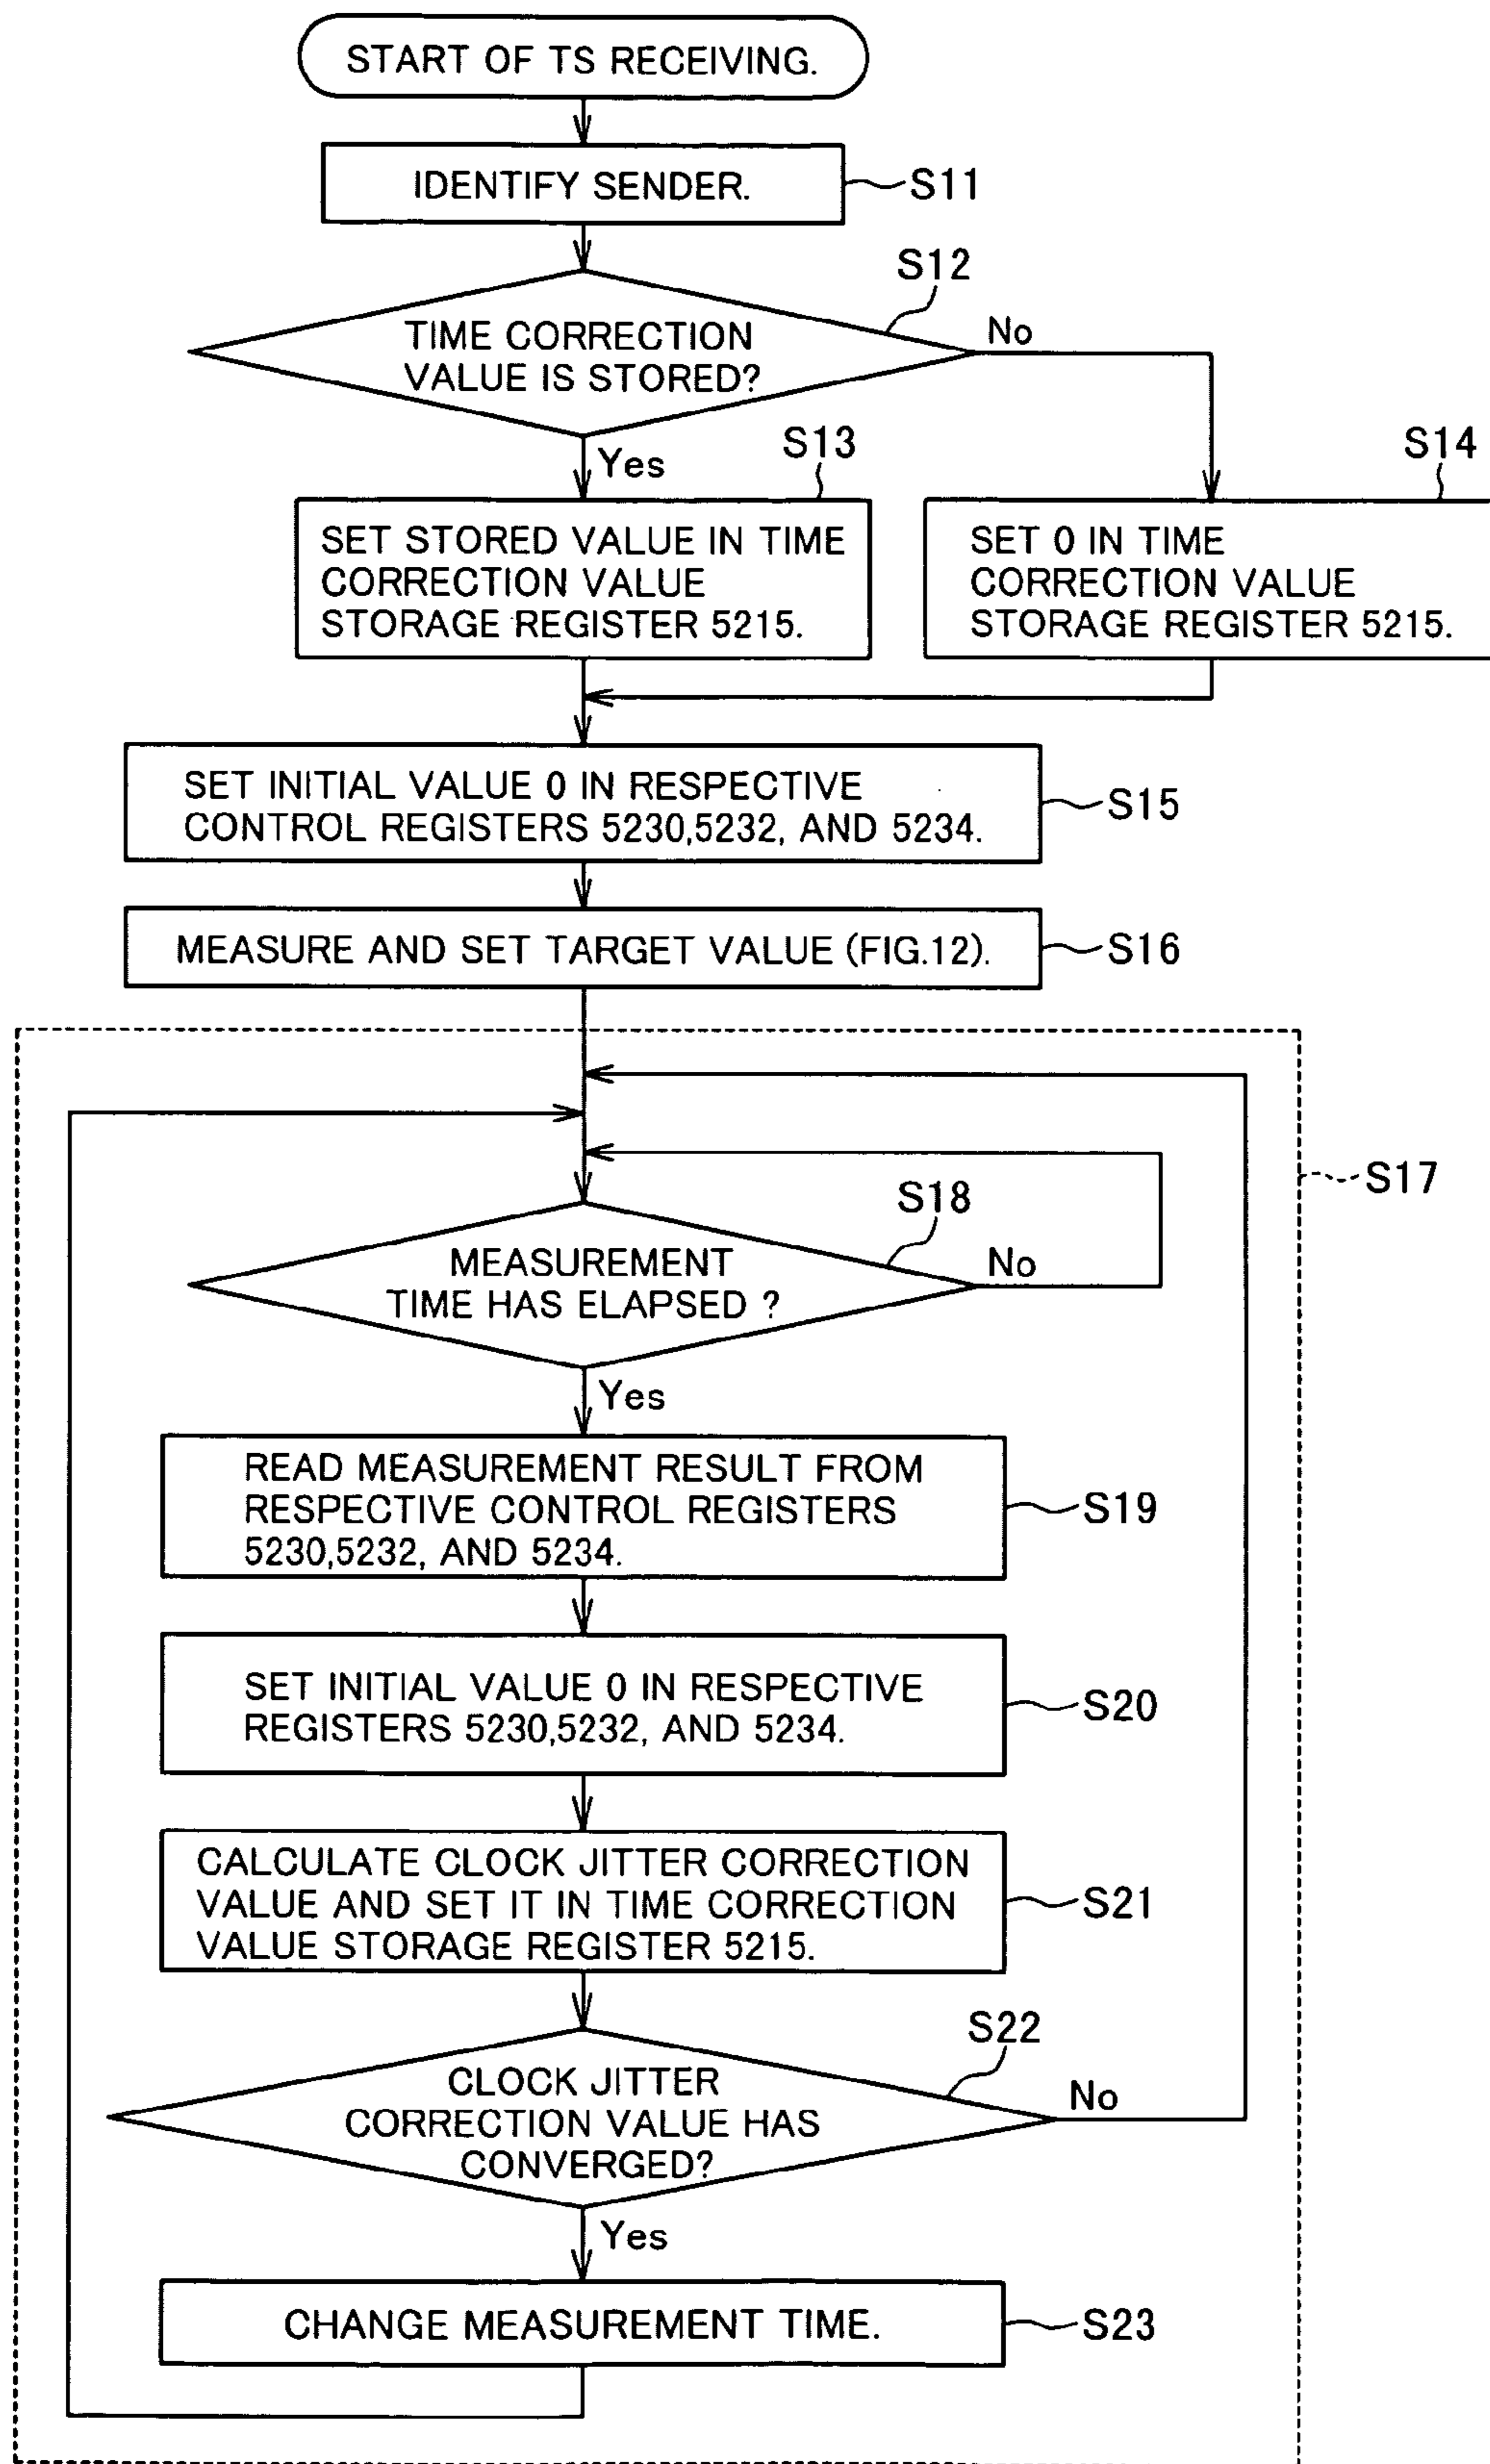 START OF TS RECEIVING.
IDENTIFY SENDER.
S11
S12
TIME CORRECTION
VALUE IS STORED?
No
Yes
S13
SET STORED VALUE IN TIME
CORRECTION VALUE
STORAGE REGISTER 5215.
S14
SET 0 IN TIME
CORRECTION VALUE
STORAGE REGISTER 5215.
SET INITIAL VALUE 0 IN RESPECTIVE
CONTROL REGISTERS 5230,5232, AND 5234.
S15
MEASURE AND SET TARGET VALUE (FIG.12).
S16
S17
S18
MEASUREMENT
TIME HAS ELAPSED ?
No
Yes
READ MEASUREMENT RESULT FROM
RESPECTIVE CONTROL REGISTERS
5230,5232, AND 5234.
S19
SET INITIAL VALUE 0 IN RESPECTIVE
REGISTERS 5230,5232, AND 5234.
S20
CALCULATE CLOCK JITTER CORRECTION
VALUE AND SET IT IN TIME CORRECTION
VALUE STORAGE REGISTER 5215.
S21
S22
CLOCK JITTER
CORRECTION VALUE HAS
CONVERGED?
No
Yes
CHANGE MEASUREMENT TIME.
S23